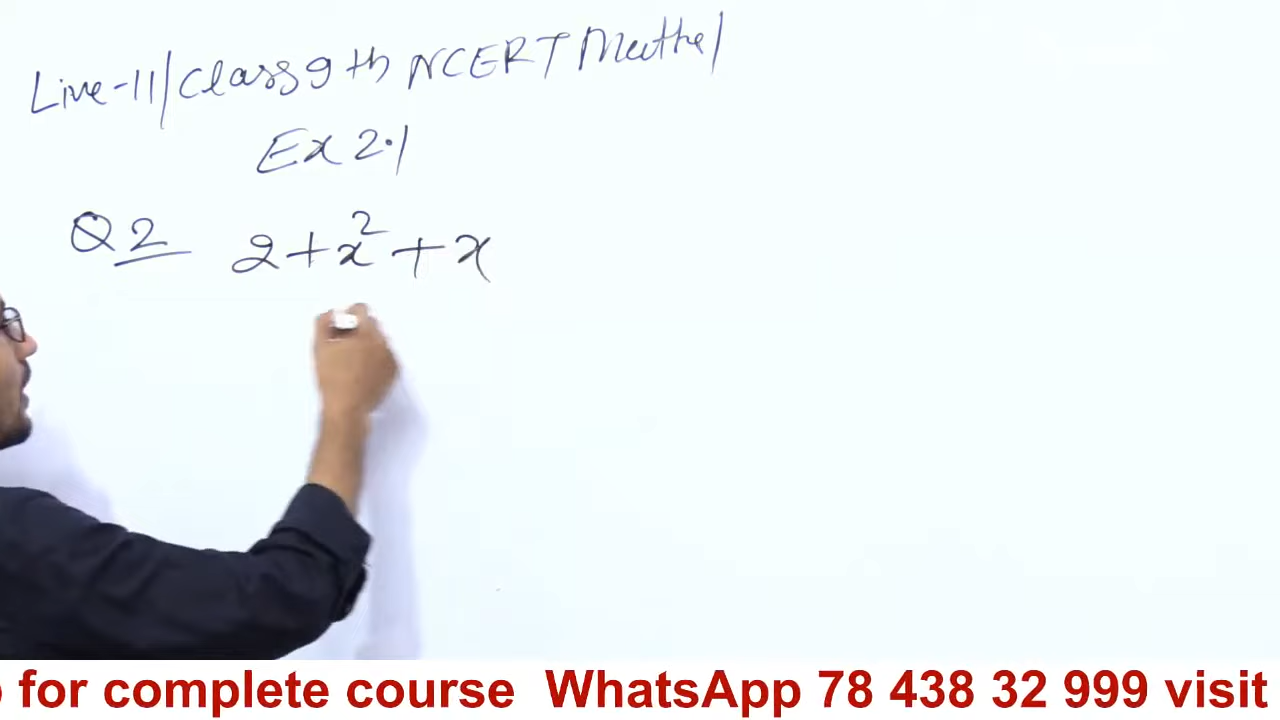 Live-11/Class 9th NCERT Maths/
Ex 2.1
Q2 2+x²+x
for complete course WhatsApp 78 438 32 999 visit